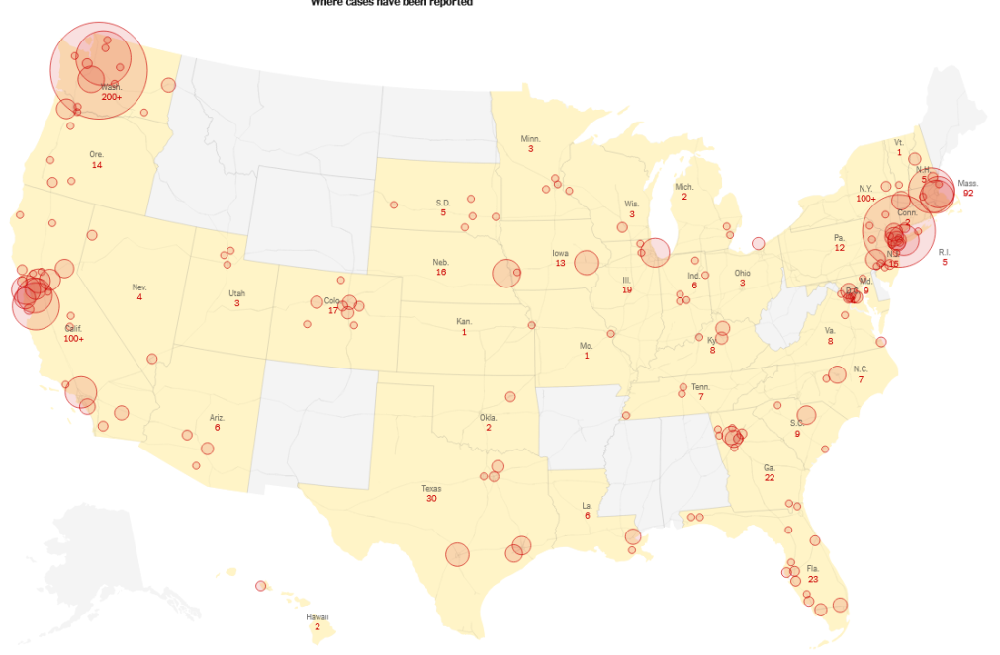 Where cases have been reported
Wash.
200+
Ore.
14
Calif.
100+
Nev.
4
Utah
3
Ariz.
6
Colo.
17
S.D.
5
Neb.
16
Kan.
1
Okla.
2
Texas
30
Minn.
3
Iowa
13
Mo.
1
La.
6
Wis.
3
Ill.
19
Mich.
2
Ind.
6
Ohio
3
Ky.
8
Tenn.
7
Ga.
22
Fla.
23
S.C.
9
N.C.
7
Va.
8
Md.
9
Pa.
12
N.J.
15
N.Y.
100+
Conn.
2
R.I.
5
Mass.
92
N.H.
5
Vt.
1
Hawaii
2